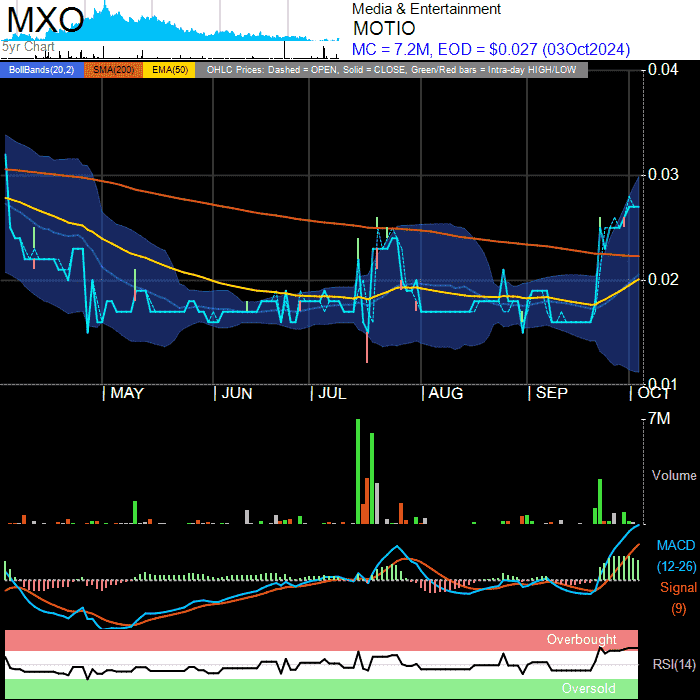 MXO
5yr Chart
Media & Entertainment
MOTIO
MC = 7.2M, EOD = $0.027 (03Oct2024)
BollBands(20,2) SMA(200) EMA(50) OHLC Prices: Dashed = OPEN, Solid = CLOSE, Green/Red bars = Intra-day HIGH/LOW
0.04
0.03
0.02
0.01
MAY JUN JUL AUG SEP OCT
7M
Volume
MACD
(12-26)
Signal
(9)
Overbought
RSI(14)
Oversold